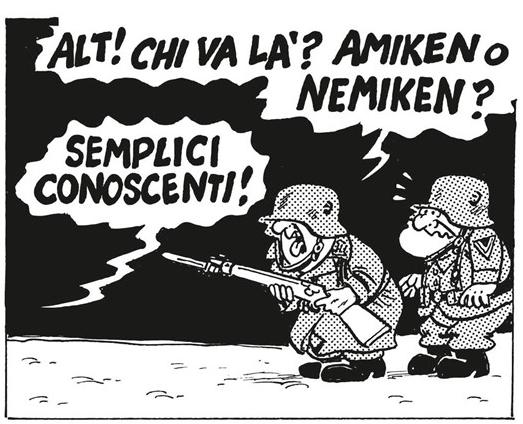 ALT! CHI VA LA'? AMIKEN O
NEMIKEN?
SEMPLICI
CONOSCENTI!